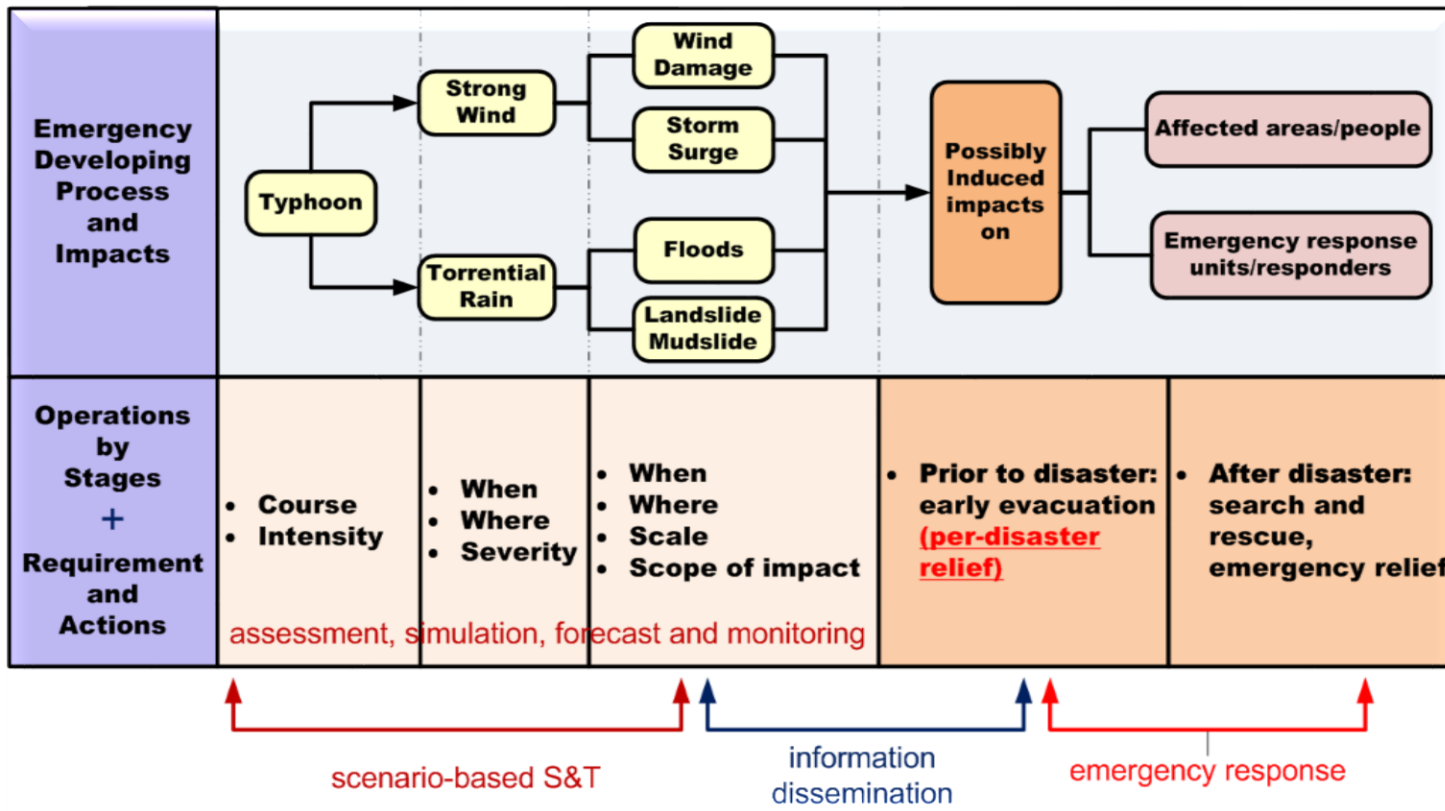 Emergency
Developing
Process
and
Impacts
Typhoon
Strong
Wind
Torrential
Rain
Wind
Damage
Storm
Surge
Floods
Landslide
Mudslide
Possibly
Induced
impacts
on
Affected areas/people
Emergency response
units/responders
Operations
by
Stages
+
Requirement
and
Actions
• Course
• Intensity
• When
• Where
• Severity
• When
• Where
• Scale
• Scope of impact
assessment, simulation, forecast and monitoring
• Prior to disaster:
early evacuation
(per-disaster
relief)
• After disaster:
search and
rescue,
emergency relief
scenario-based S&T
information
dissemination
emergency response